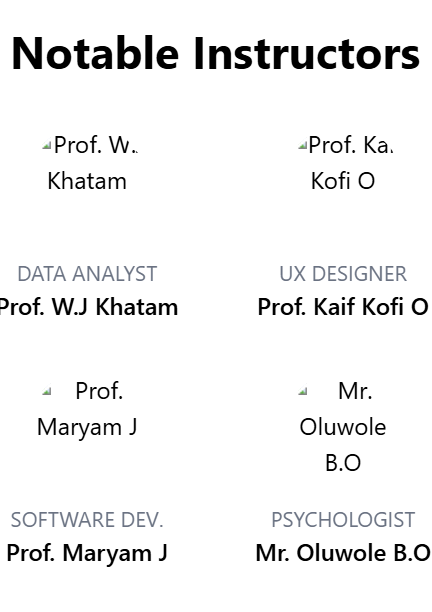 Notable Instructors
Prof. W.
Khatam
Prof. Ka
Kofi O
DATA ANALYST
Prof. W.J Khatam
UX DESIGNER
Prof. Kaif Kofi O
Prof.
Maryam J
Mr.
Oluwole
B.O
SOFTWARE DEV.
Prof. Maryam J
PSYCHOLOGIST
Mr. Oluwole B.O